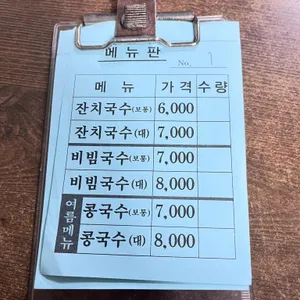 메뉴판
No. 1
메 뉴 가 격 수량
잔치국수(보통) 6,000
잔치국수 (대) 7,000
비빔국수(보통) 7,000
비빔국수 (대) 8,000
여름메뉴
콩국수(보통) 7,000
콩국수 (대) 8,000